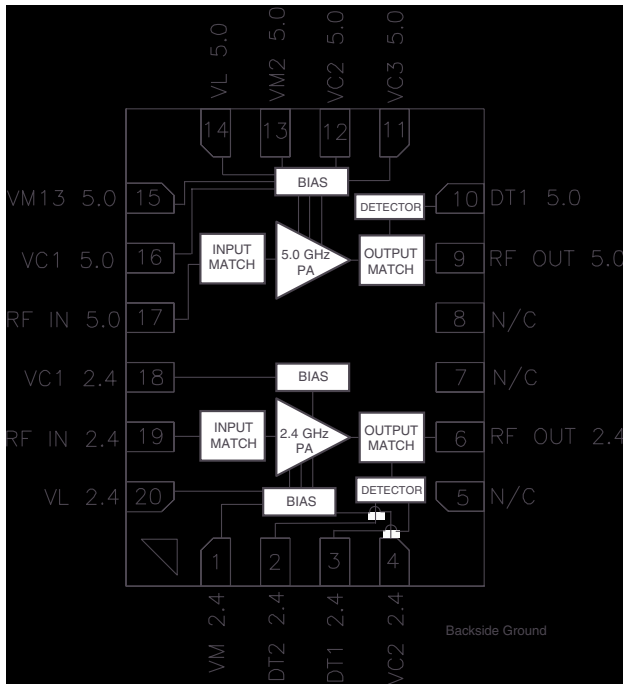 VL 5.0
VM2 5.0
VC2 5.0
VC3 5.0
14
13
12
11
BIAS
VM13 5.0
15
DETECTOR
10
DT1 5.0
VC1 5.0
16
INPUT
MATCH
5.0 GHz
PA
OUTPUT
MATCH
9
RF OUT 5.0
RF IN 5.0
17
8
N/C
VC1 2.4
18
BIAS
7
N/C
RF IN 2.4
19
INPUT
MATCH
2.4 GHz
PA
OUTPUT
MATCH
6
RF OUT 2.4
VL 2.4
20
BIAS
DETECTOR
5
N/C
1
2
3
4
VM 2.4
DT2 2.4
DT1 2.4
VC2 2.4
Backside Ground